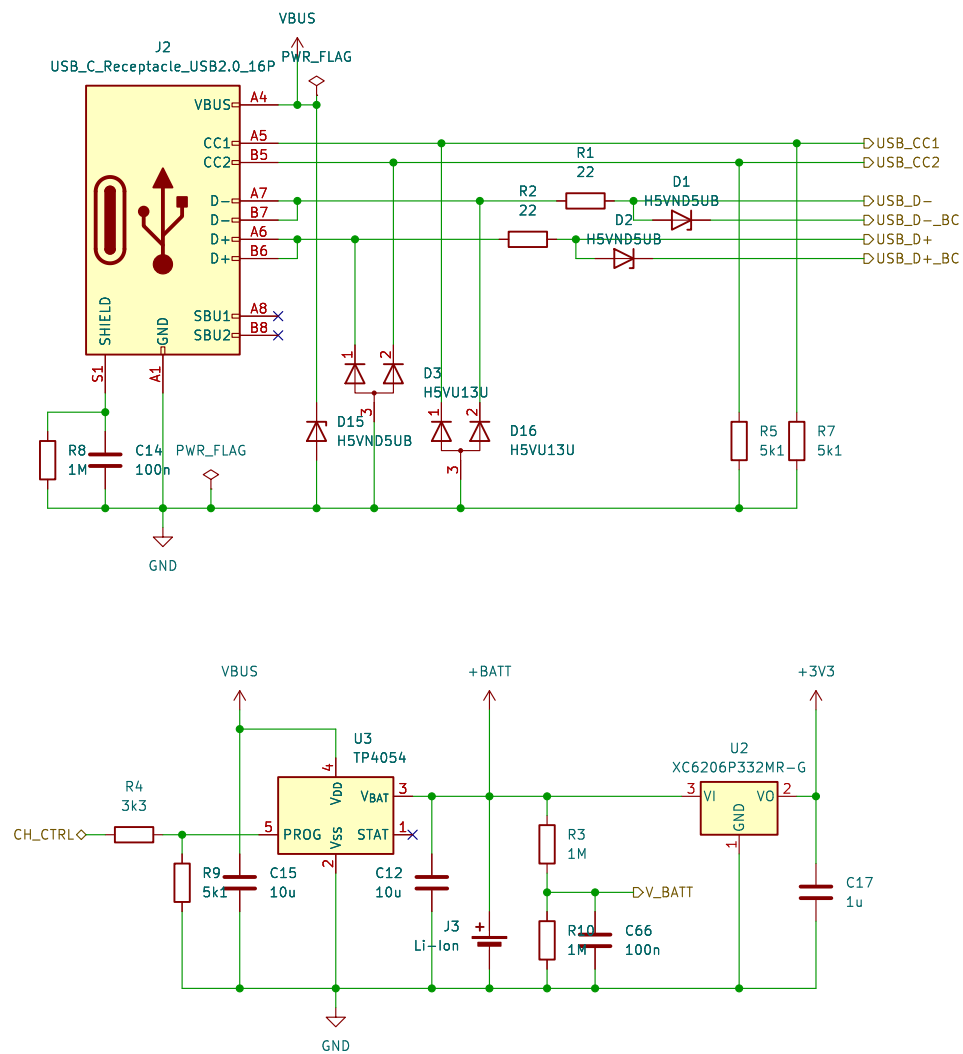 VBUS
J2
PWR_FLAG
USB_C_Receptacle_USB2.0_16P
VBUS A4
CC1 A5
USB_CC1
CC2 B5
USB_CC2
R1
22
D- A7
USB_D-
D- B7
USB_D-_BC
D+ A6
USB_D+
D+ B6
USB_D+_BC
R2
22
D1
H5VND5UB
D2
H5VND5UB
SBU1 A8
SBU2 B8
SHIELD
GND
S1
A1
1
2
3
D3
H5VU13U
1
2
3
D16
H5VU13U
D15
H5VND5UB
R8
1M
C14
100n
PWR_FLAG
R5
5k1
R7
5k1
GND
VBUS
+BATT
+3V3
U3
TP4054
4
VDD
VBAT 3
5 PROG
STAT 1
VSS
2
U2
XC6206P332MR-G
3 VI
VO 2
GND
1
R4
3k3
CH_CTRL
R9
5k1
C15
10u
C12
10u
R3
1M
V_BATT
J3
Li-Ion
+
R10
1M
C66
100n
C17
1u
GND